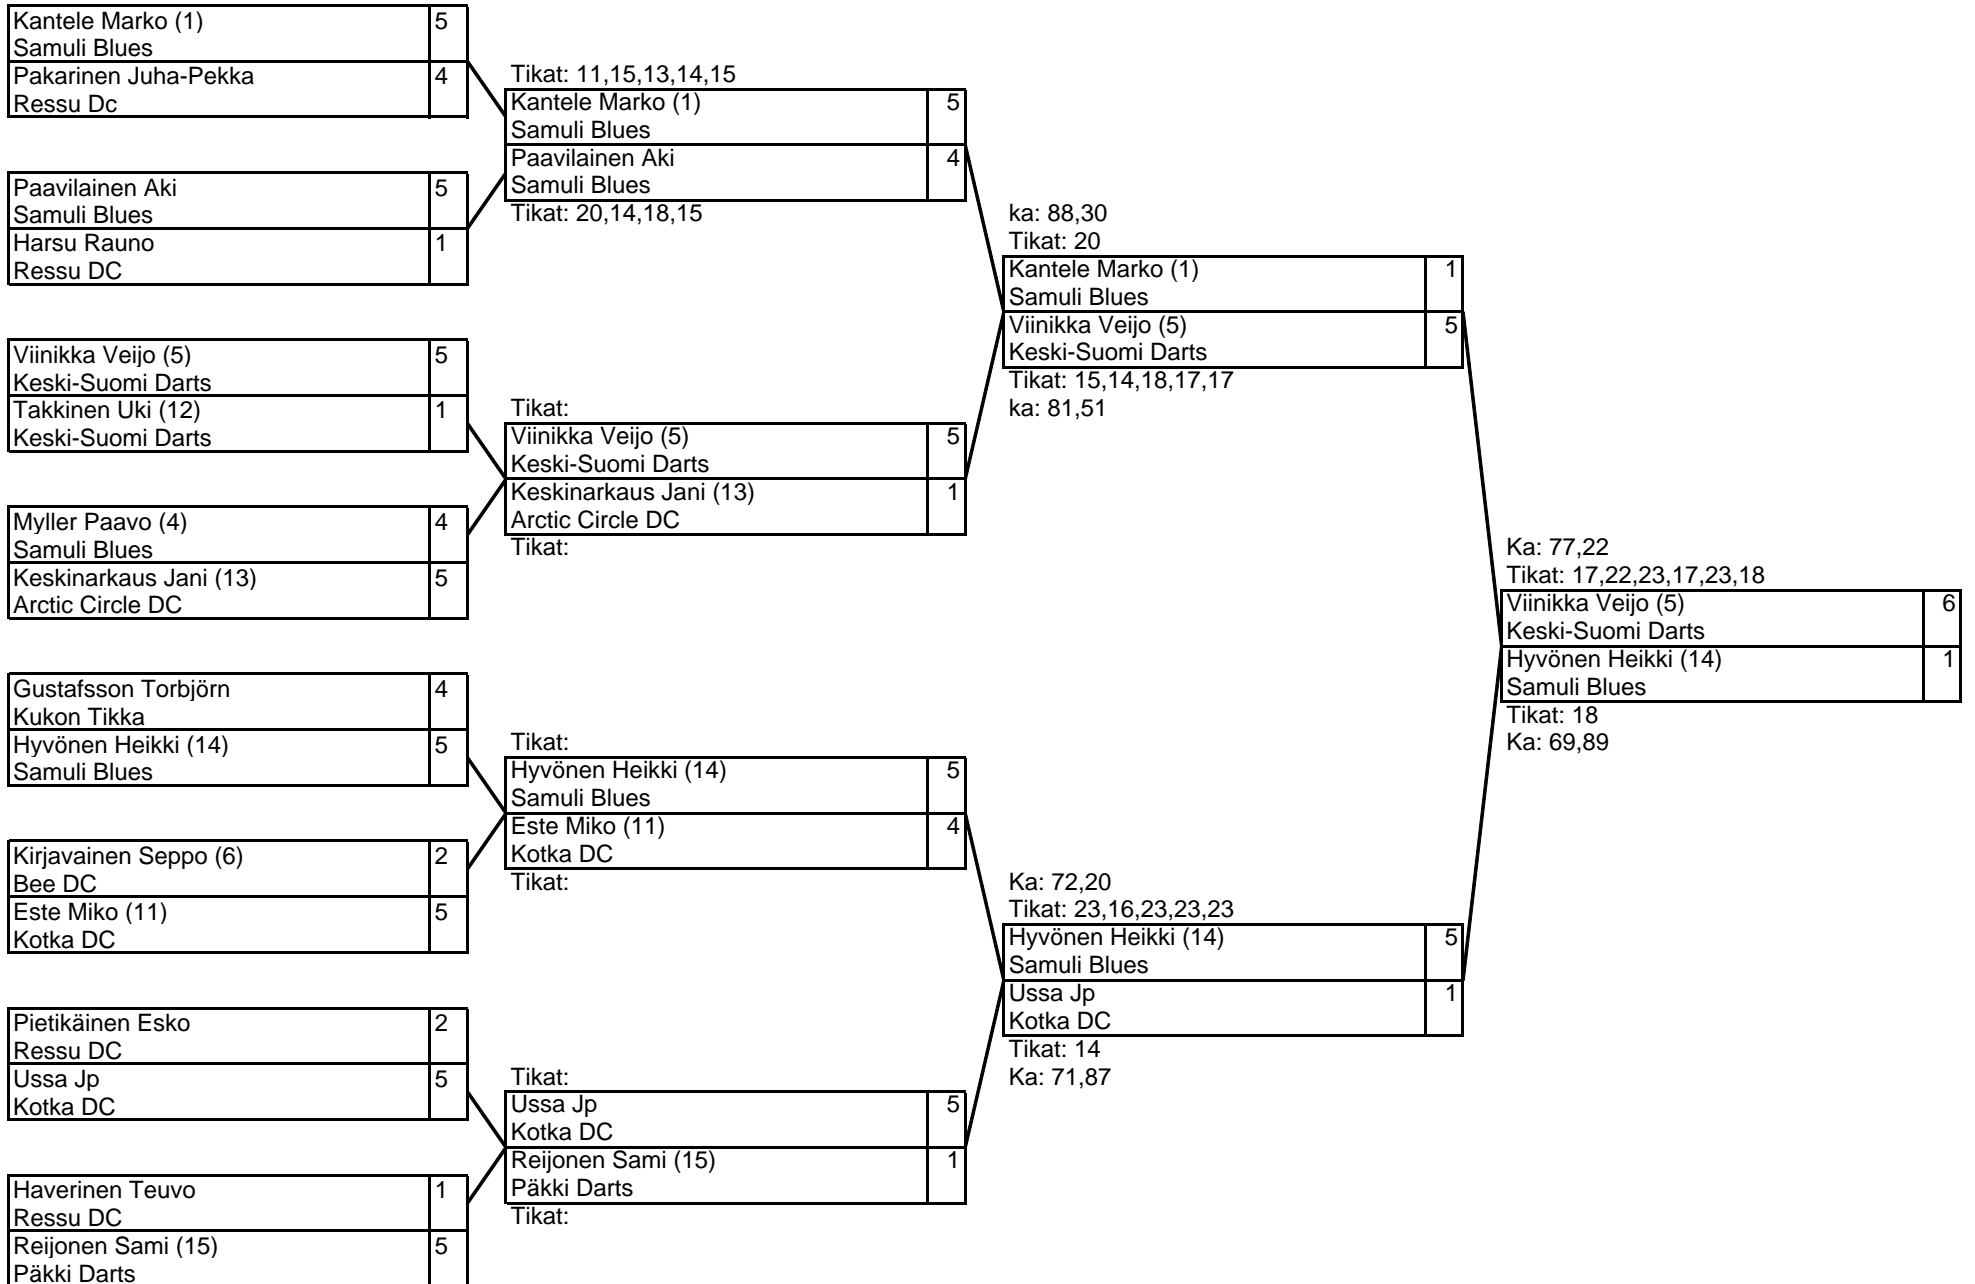 Kantele Marko (1) 5
Samuli Blues
Pakarinen Juha-Pekka 4
Ressu Dc
Paavilainen Aki 5
Samuli Blues
Harsu Rauno 1
Ressu DC
Viinikka Veijo (5) 5
Keski-Suomi Darts
Takkinen Uki (12) 1
Keski-Suomi Darts
Myller Paavo (4) 4
Samuli Blues
Keskinarkaus Jani (13) 5
Arctic Circle DC
Gustafsson Torbjörn 4
Kukon Tikka
Hyvönen Heikki (14) 5
Samuli Blues
Kirjavainen Seppo (6) 2
Bee DC
Este Miko (11) 5
Kotka DC
Pietikäinen Esko 2
Ressu DC
Ussa Jp 5
Kotka DC
Haverinen Teuvo 1
Ressu DC
Reijonen Sami (15) 5
Päkki Darts
Tikat: 11,15,13,14,15
Kantele Marko (1) 5
Samuli Blues
Paavilainen Aki 4
Samuli Blues
Tikat: 20,14,18,15
Tikat:
Viinikka Veijo (5) 5
Keski-Suomi Darts
Keskinarkaus Jani (13) 1
Arctic Circle DC
Tikat:
Tikat:
Hyvönen Heikki (14) 5
Samuli Blues
Este Miko (11) 4
Kotka DC
Tikat:
Tikat:
Ussa Jp 5
Kotka DC
Reijonen Sami (15) 1
Päkki Darts
Tikat:
ka: 88,30
Tikat: 20
Kantele Marko (1) 1
Samuli Blues
Viinikka Veijo (5) 5
Keski-Suomi Darts
Tikat: 15,14,18,17,17
ka: 81,51
Ka: 72,20
Tikat: 23,16,23,23,23
Hyvönen Heikki (14) 5
Samuli Blues
Ussa Jp 1
Kotka DC
Tikat: 14
Ka: 71,87
Ka: 77,22
Tikat: 17,22,23,17,23,18
Viinikka Veijo (5) 6
Keski-Suomi Darts
Hyvönen Heikki (14) 1
Samuli Blues
Tikat: 18
Ka: 69,89